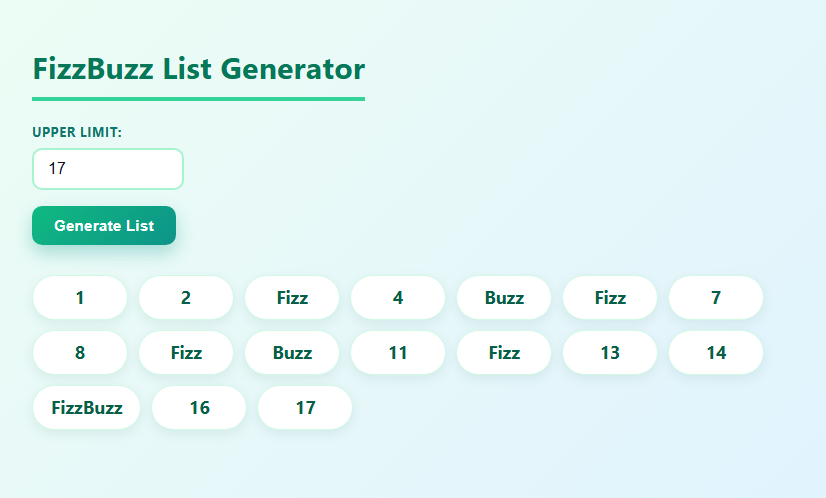 FizzBuzz List Generator
UPPER LIMIT:
17
Generate List
1 2 Fizz 4 Buzz Fizz 7
8 Fizz Buzz 11 Fizz 13 14
FizzBuzz 16 17